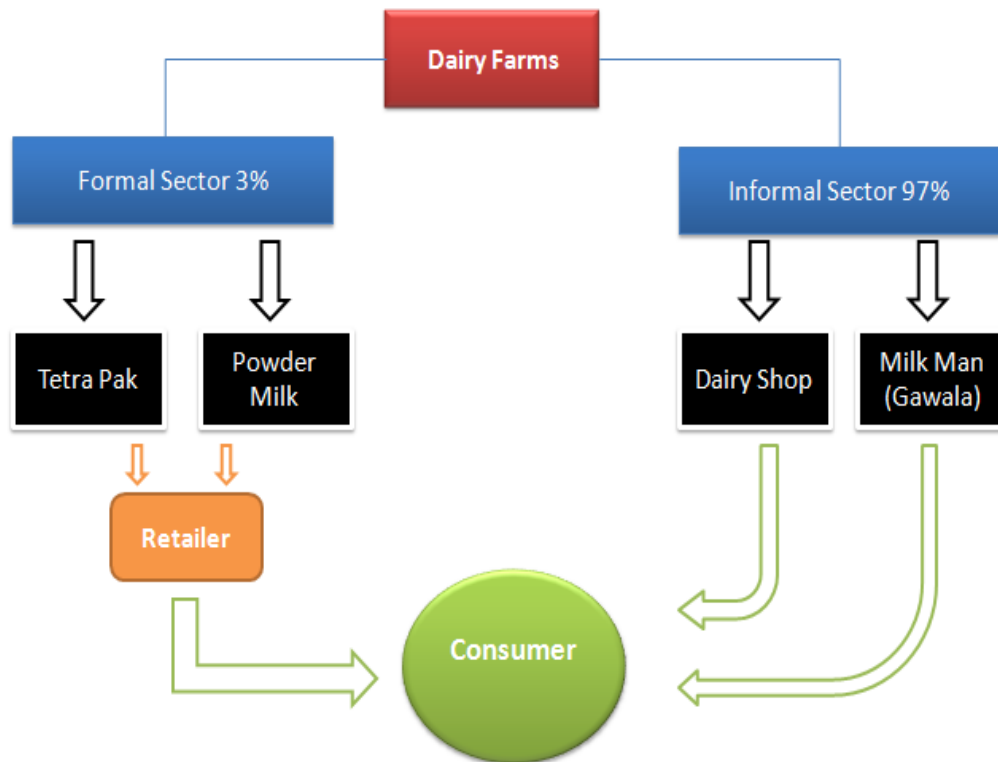 Dairy Farms
Formal Sector 3%
Informal Sector 97%
Tetra Pak
Powder
Milk
Dairy Shop
Milk Man
(Gawala)
Retailer
Consumer